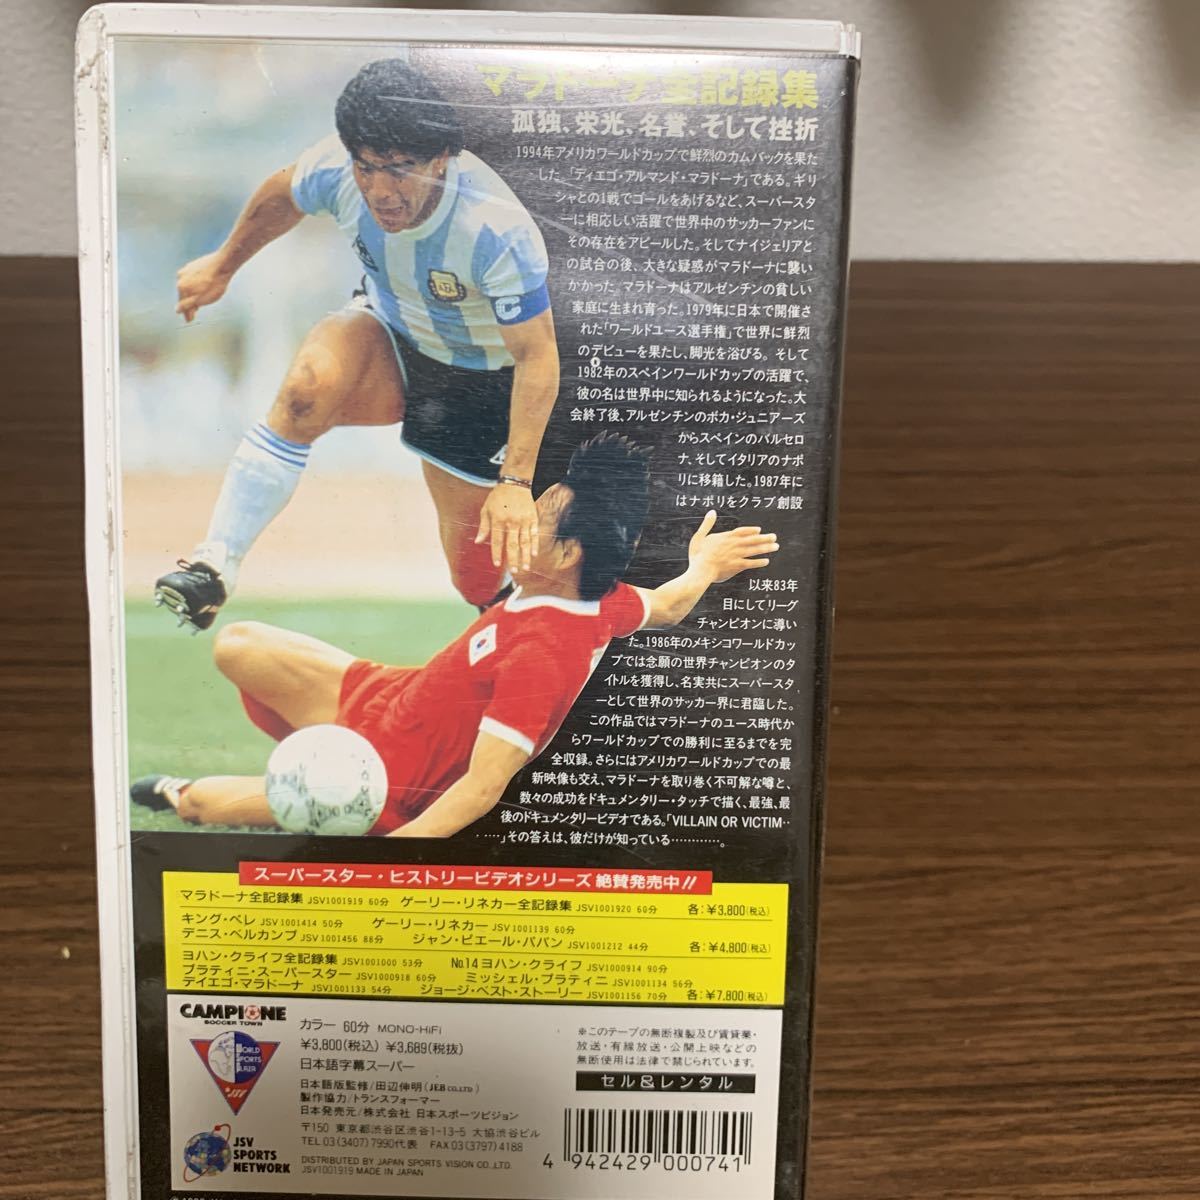 マラドーナ全記録集
孤独、栄光、名誉、そして挫折
1994年アメリカワールドカップで鮮烈のカムバックを果た
した、「ディエゴ・アルマンド・マラドーナ」である。ギリ
シャとの1戦でゴールをあげるなど、スーパースタ
ーに相応しい活躍で世界中のサッカーファンに
その存在をアピールした。そしてナイジェリアと
の試合の後、大きな疑惑がマラドーナに襲い
かかった。マラドーナはアルゼンチンの貧しい
家庭に生まれ育った。1979年に日本で開催さ
れた「ワールドユース選手権」で世界に鮮烈
のデビューを果たし、脚光を浴びる。そして
1982年のスペインワールドカップの活躍で、
彼の名は世界中に知られるようになった。大
会終了後、アルゼンチンのボカ・ジュニアーズ
からスペインのバルセロ
ナ、そしてイタリアのナポ
リに移籍した。1987年に
はナポリをクラブ創設
以来83年
目にしてリーグ
チャンピオンに導い
た。1986年のメキシコワールドカッ
プでは念願の世界チャンピオンのタ
イトルを獲得し、名実共にスーパースタ
ーとして世界のサッカー界に君臨した。
この作品ではマラドーナのユース時代か
らワールドカップでの勝利に至るまでを完
全収録。さらにはアメリカワールドカップでの最
新映像も交え、マラドーナを取り巻く不可解な噂と、
数々の成功をドキュメンタリー・タッチで描く、最強、最
後のドキュメンタリービデオである。「VILLAIN OR VICTIM‥
‥‥」その答えは、彼だけが知っている…………。
スーパースター・ヒストリービデオシリーズ 絶賛発売中!!
マラドーナ全記録集 JSV1001919 60分 ゲーリー・リネカー全記録集 JSV1001920 60分 各:¥3,800(税込)
キング・ペレ JSV1001414 50分 ゲーリー・リネカー JSV1001139 60分
デニス・ベルカンプ JSV1001456 88分 ジャン・ピエール・パパン JSV1001212 44分 各:¥4,800(税込)
ヨハン・クライフ全記録集 JSV1001000 53分 No.14 ヨハン・クライフ JSV1000914 90分
プラティニ・スーパースター JSV1000918 60分 ミッシェル・プラティニ JSV1001134 56分
ディエゴ・マラドーナ JSV1001133 54分 ジョージ・ベスト・ストーリー JSV1001156 70分 各:¥7,800(税込)
CAMPIONE
SOCCER TOWN
WORLD SPORTS PLAZA
JSV
JSV SPORTS NETWORK
カラー 60分 MONO-HiFi
¥3,800(税込) ¥3,689(税抜)
日本語字幕スーパー
日本語版監修/田辺伸明(JEB CO.,LTD)
製作協力/トランスフォーマー
日本発売元/株式会社 日本スポーツビジョン
〒150 東京都渋谷区渋谷1-13-5 大協渋谷ビル
TEL 03(3407)7990代表 FAX 03(3797)4188
DISTRIBUTED BY JAPAN SPORTS VISION CO.,LTD.
JSV1001919 MADE IN JAPAN
※このテープの無断複製及び賃貸業・
放送・有線放送・公開上映などの
無断使用は法律で禁じられています。
セル&レンタル
4 942429 000741